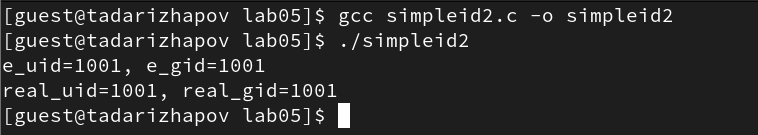 [guest@tadarizhapov lab05]$ gcc simpleid2.c -o simpleid2
[guest@tadarizhapov lab05]$ ./simpleid2
e_uid=1001, e_gid=1001
real_uid=1001, real_gid=1001
[guest@tadarizhapov lab05]$